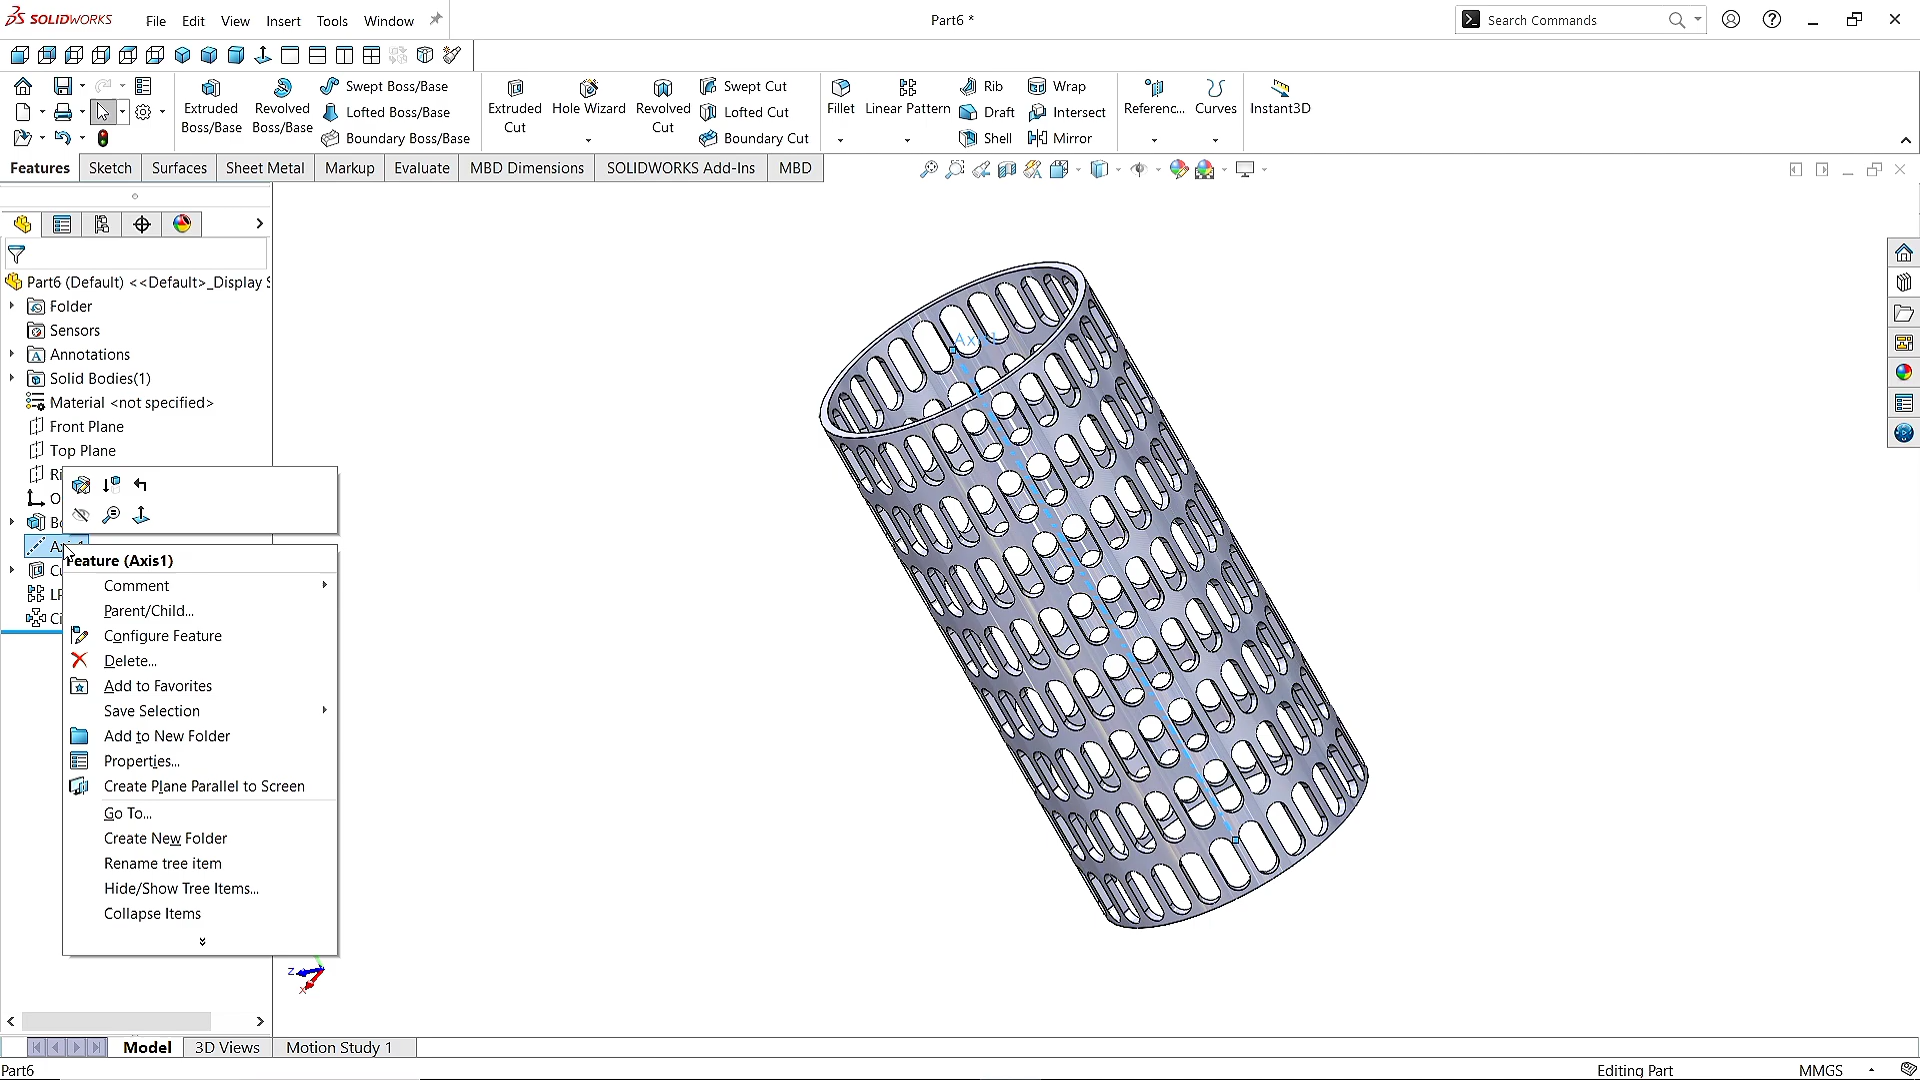 SOLIDWORKS File Edit View Insert Tools Window Part6 * Search Commands
Extruded Boss/Base
Revolved Boss/Base
Swept Boss/Base
Lofted Boss/Base
Boundary Boss/Base
Extruded Cut
Hole Wizard
Revolved Cut
Swept Cut
Lofted Cut
Boundary Cut
Fillet
Linear Pattern
Rib
Draft
Shell
Wrap
Intersect
Mirror
Referenc...
Curves
Instant3D
Features Sketch Surfaces Sheet Metal Markup Evaluate MBD Dimensions SOLIDWORKS Add-Ins MBD
Part6 (Default) <<Default>_Display S
Folder
Sensors
Annotations
Solid Bodies(1)
Material <not specified>
Front Plane
Top Plane
Feature (Axis1)
Comment
Parent/Child...
Configure Feature
Delete...
Add to Favorites
Save Selection
Add to New Folder
Properties...
Create Plane Parallel to Screen
Go To...
Create New Folder
Rename tree item
Hide/Show Tree Items...
Collapse Items
Z
X
Model 3D Views Motion Study 1
Part6 Editing Part MMGS